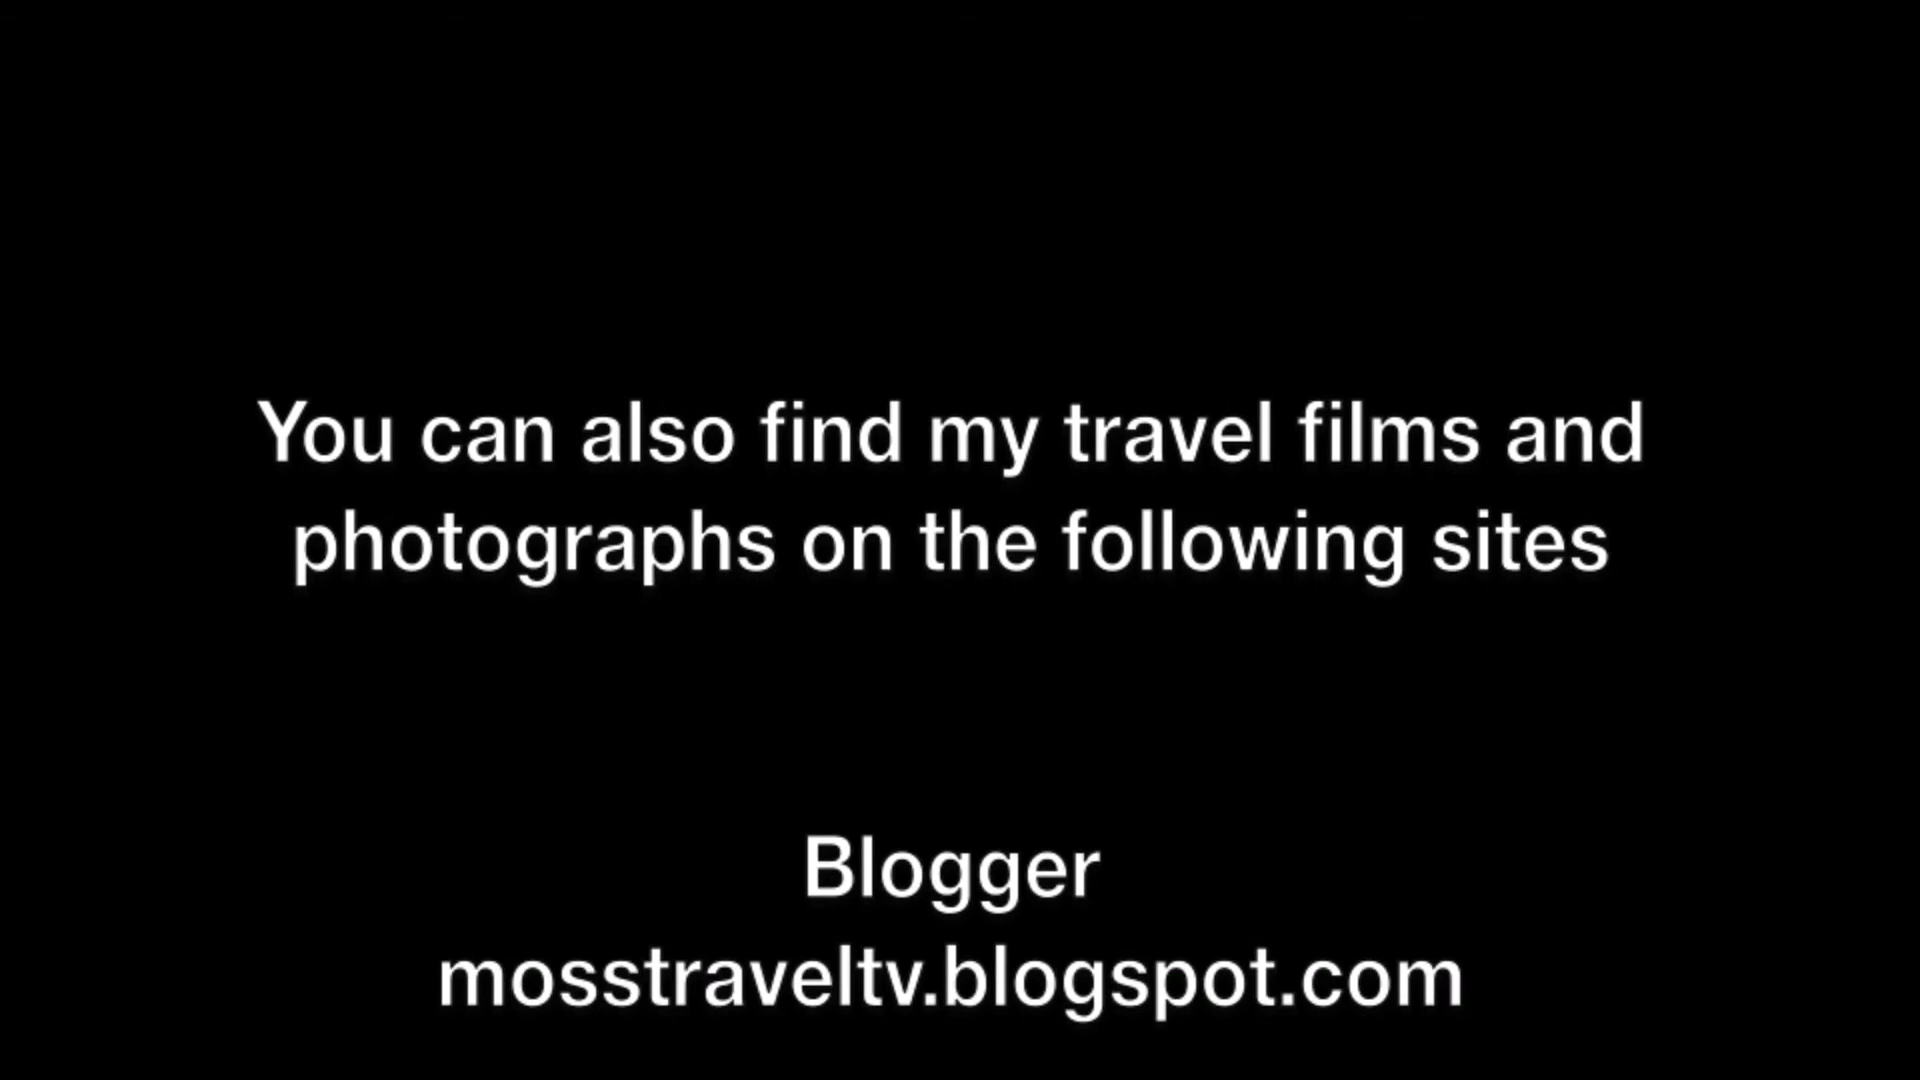 You can also find my travel films and
photographs on the following sites
Blogger
mosstraveltv.blogspot.com